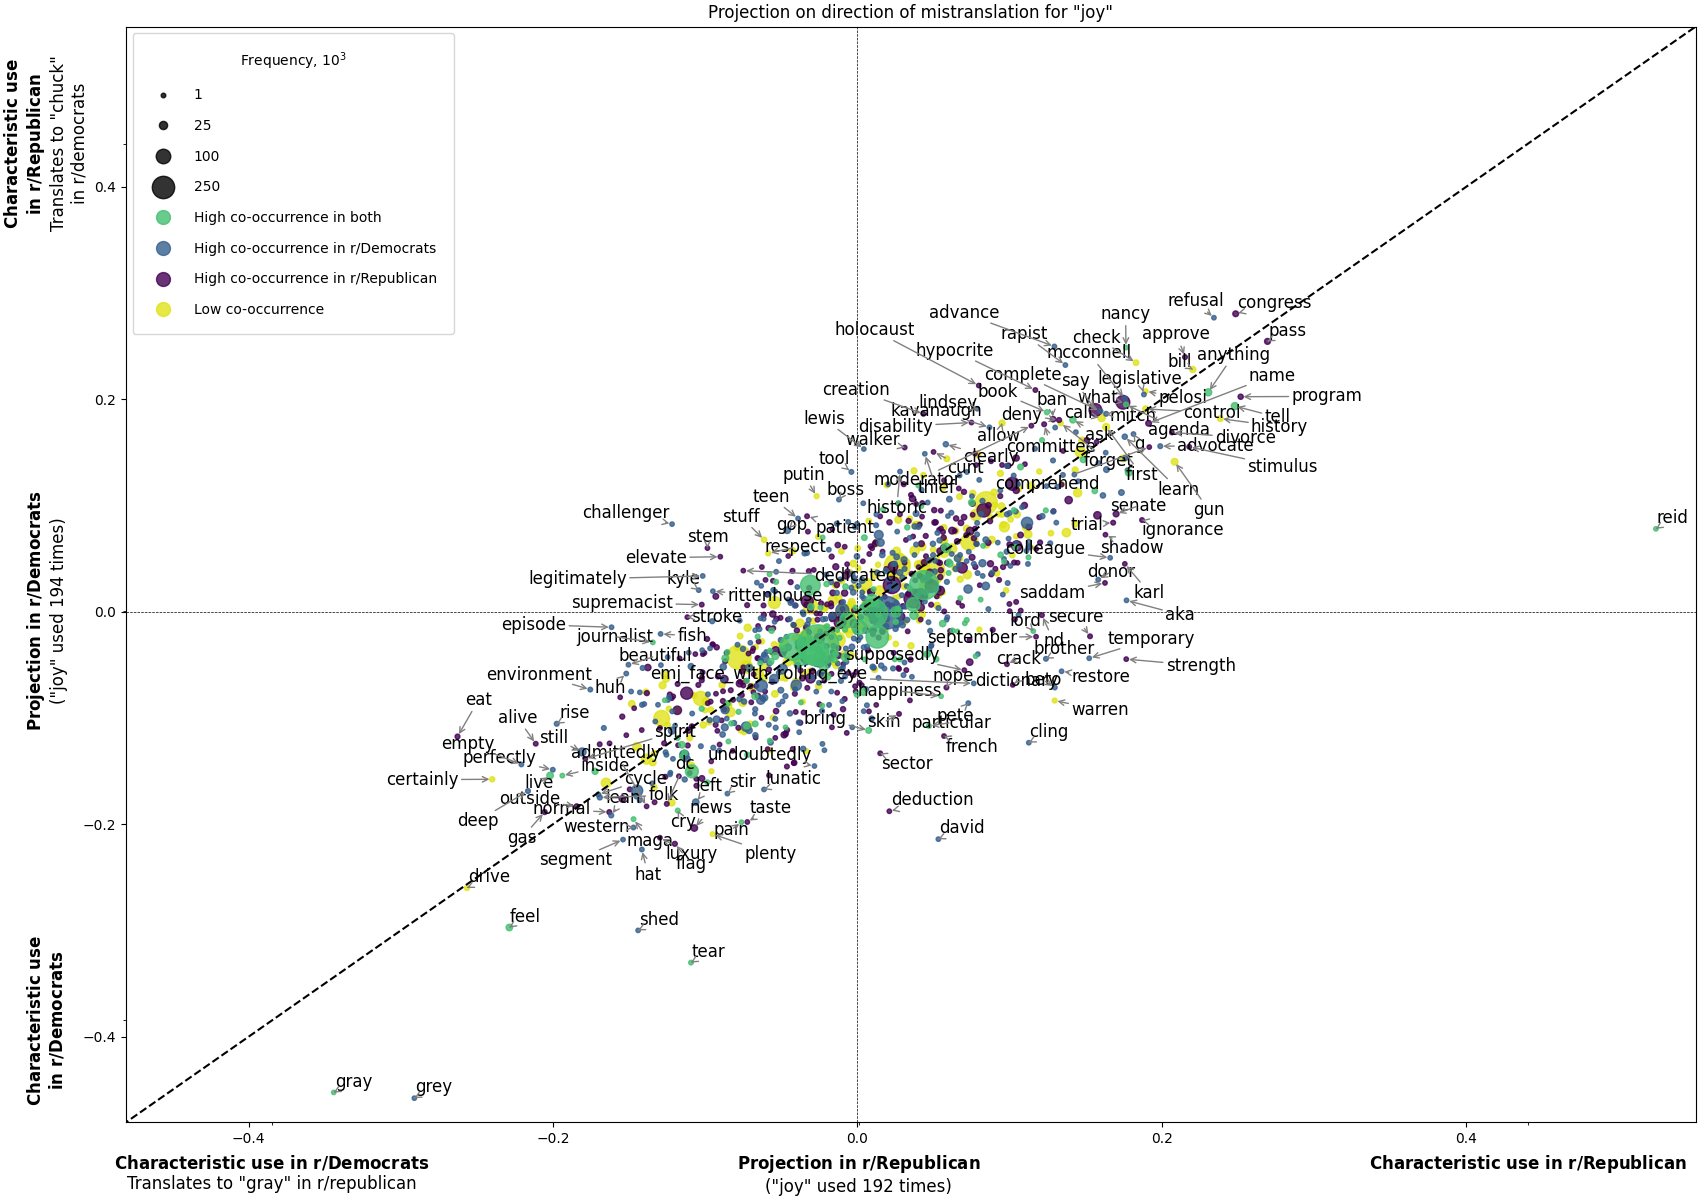 Projection on direction of mistranslation for "joy"
Characteristic use
in r/Republican
Translates to "chuck"
in r/democrats
Projection in r/Democrats
("joy" used 194 times)
Characteristic use
in r/Democrats
Frequency, 10³
1
25
100
250
High co-occurrence in both
High co-occurrence in r/Democrats
High co-occurrence in r/Republican
Low co-occurrence
0.4
0.2
0.0
−0.2
−0.4
refusal
congress
advance
nancy
holocaust
rapist
check
approve
pass
hypocrite
mcconnell
bill
anything
complete
say
legislative
name
creation
book
what
pelosi
program
lindsey
ban
kavanaugh
deny
call
mitch
control
tell
lewis
disability
history
walker
allow
ask
agenda
divorce
committee
g
advocate
tool
clearly
forget
stimulus
putin
cunt
first
moderator
thief
comprehend
learn
teen
boss
historic
senate
gun
challenger
stuff
gop
patient
trial
ignorance
reid
stem
respect
colleague
shadow
elevate
legitimately
kyle
dedicated
donor
supremacist
rittenhouse
saddam
karl
episode
stroke
lord
secure
aka
journalist
fish
september
nd
temporary
beautiful
supposedly
crack
brother
strength
environment
huh
emj_face_with_rolling_eye
nope
dictionary
beto
restore
eat
happiness
alive
rise
bring
skin
pete
particular
warren
empty
still
spirit
french
cling
perfectly
admittedly
undoubtedly
sector
certainly
inside
dc
live
cycle
left
stir
lunatic
outside
normal
lean
folk
news
taste
deduction
deep
gas
western
cry
pain
david
segment
maga
luxury
plenty
hat
flag
drive
feel
shed
tear
gray
grey
−0.4
−0.2
0.0
0.2
0.4
Characteristic use in r/Democrats
Translates to "gray" in r/republican
Projection in r/Republican
("joy" used 192 times)
Characteristic use in r/Republican